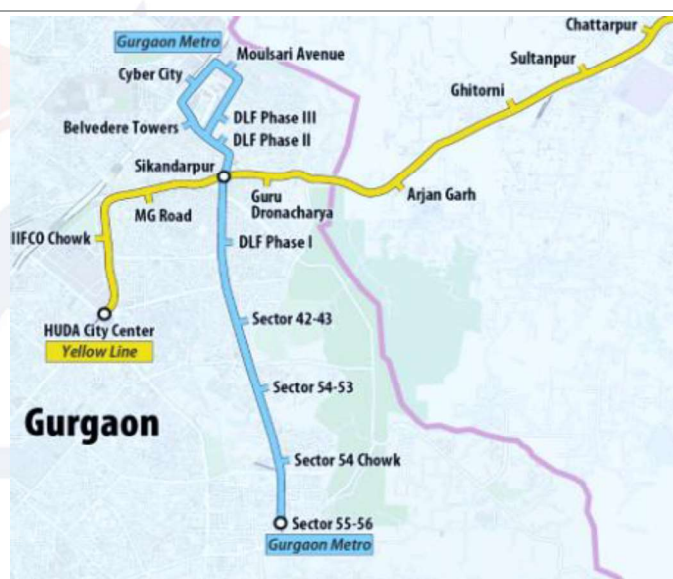 Chattarpur
Gurgaon Metro
Moulsari Avenue
Sultanpur
Cyber City
Ghitorni
DLF Phase III
Belvedere Towers
DLF Phase II
Sikandarpur
Guru
Dronacharya
Arjan Garh
MG Road
IIFCO Chowk
DLF Phase I
Sector 42-43
HUDA City Center
Yellow Line
Sector 54-53
Gurgaon
Sector 54 Chowk
Sector 55-56
Gurgaon Metro